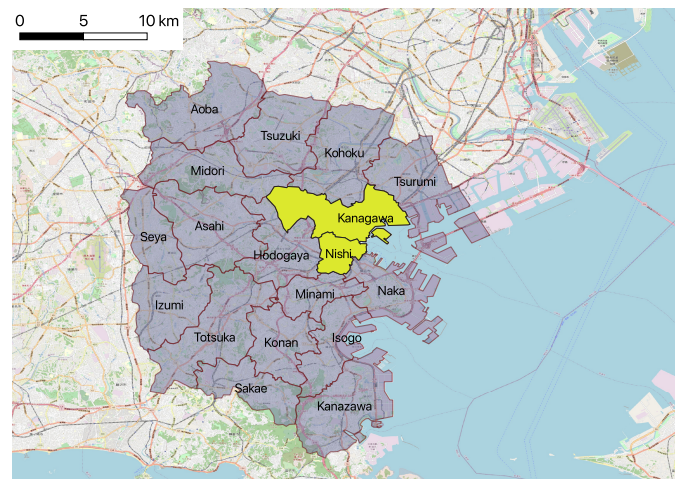 0 5 10 km
Aoba
Tsuzuki
Kohoku
Midori
Tsurumi
Kanagawa
Seya
Asahi
Hodogaya
Nishi
Izumi
Minami
Naka
Totsuka
Konan
Isogo
Sakae
Kanazawa